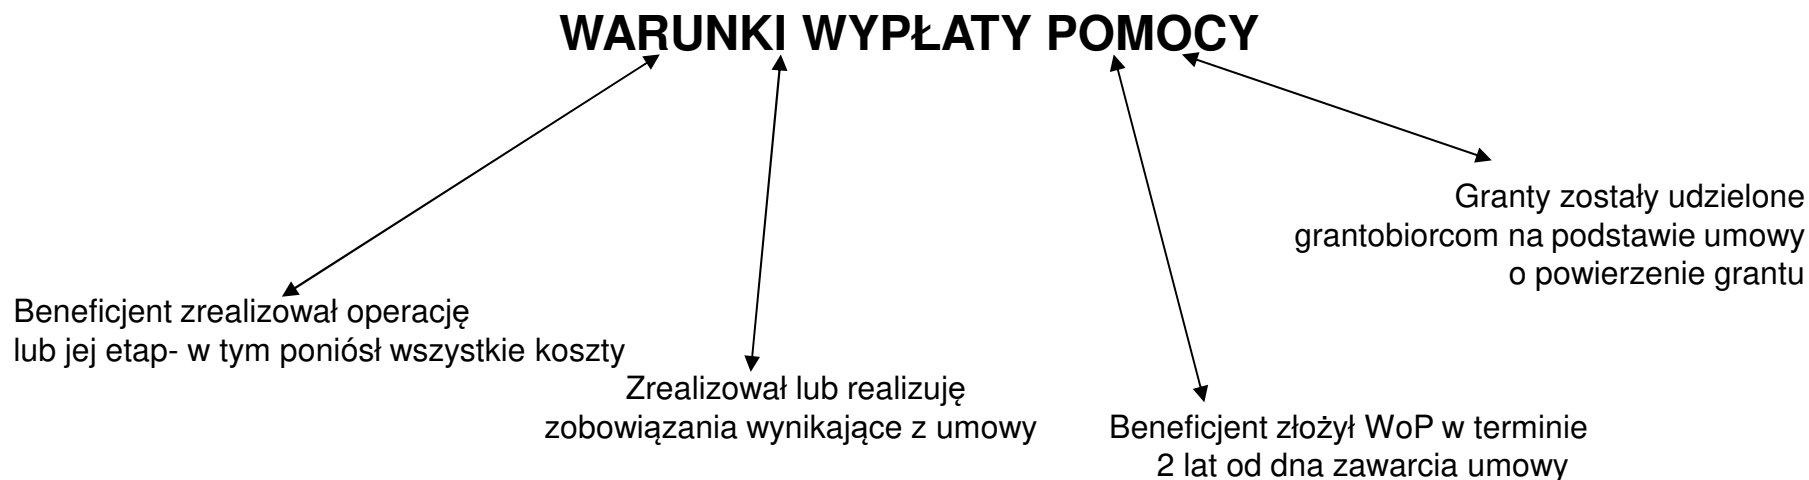 WARUNKI WYPŁATY POMOCY
Beneficjent zrealizował operację
lub jej etap- w tym poniósł wszystkie koszty
Zrealizował lub realizuję
zobowiązania wynikające z umowy
Beneficjent złożył WoP w terminie
2 lat od dna zawarcia umowy
Granty zostały udzielone
grantobiorcom na podstawie umowy
o powierzenie grantu